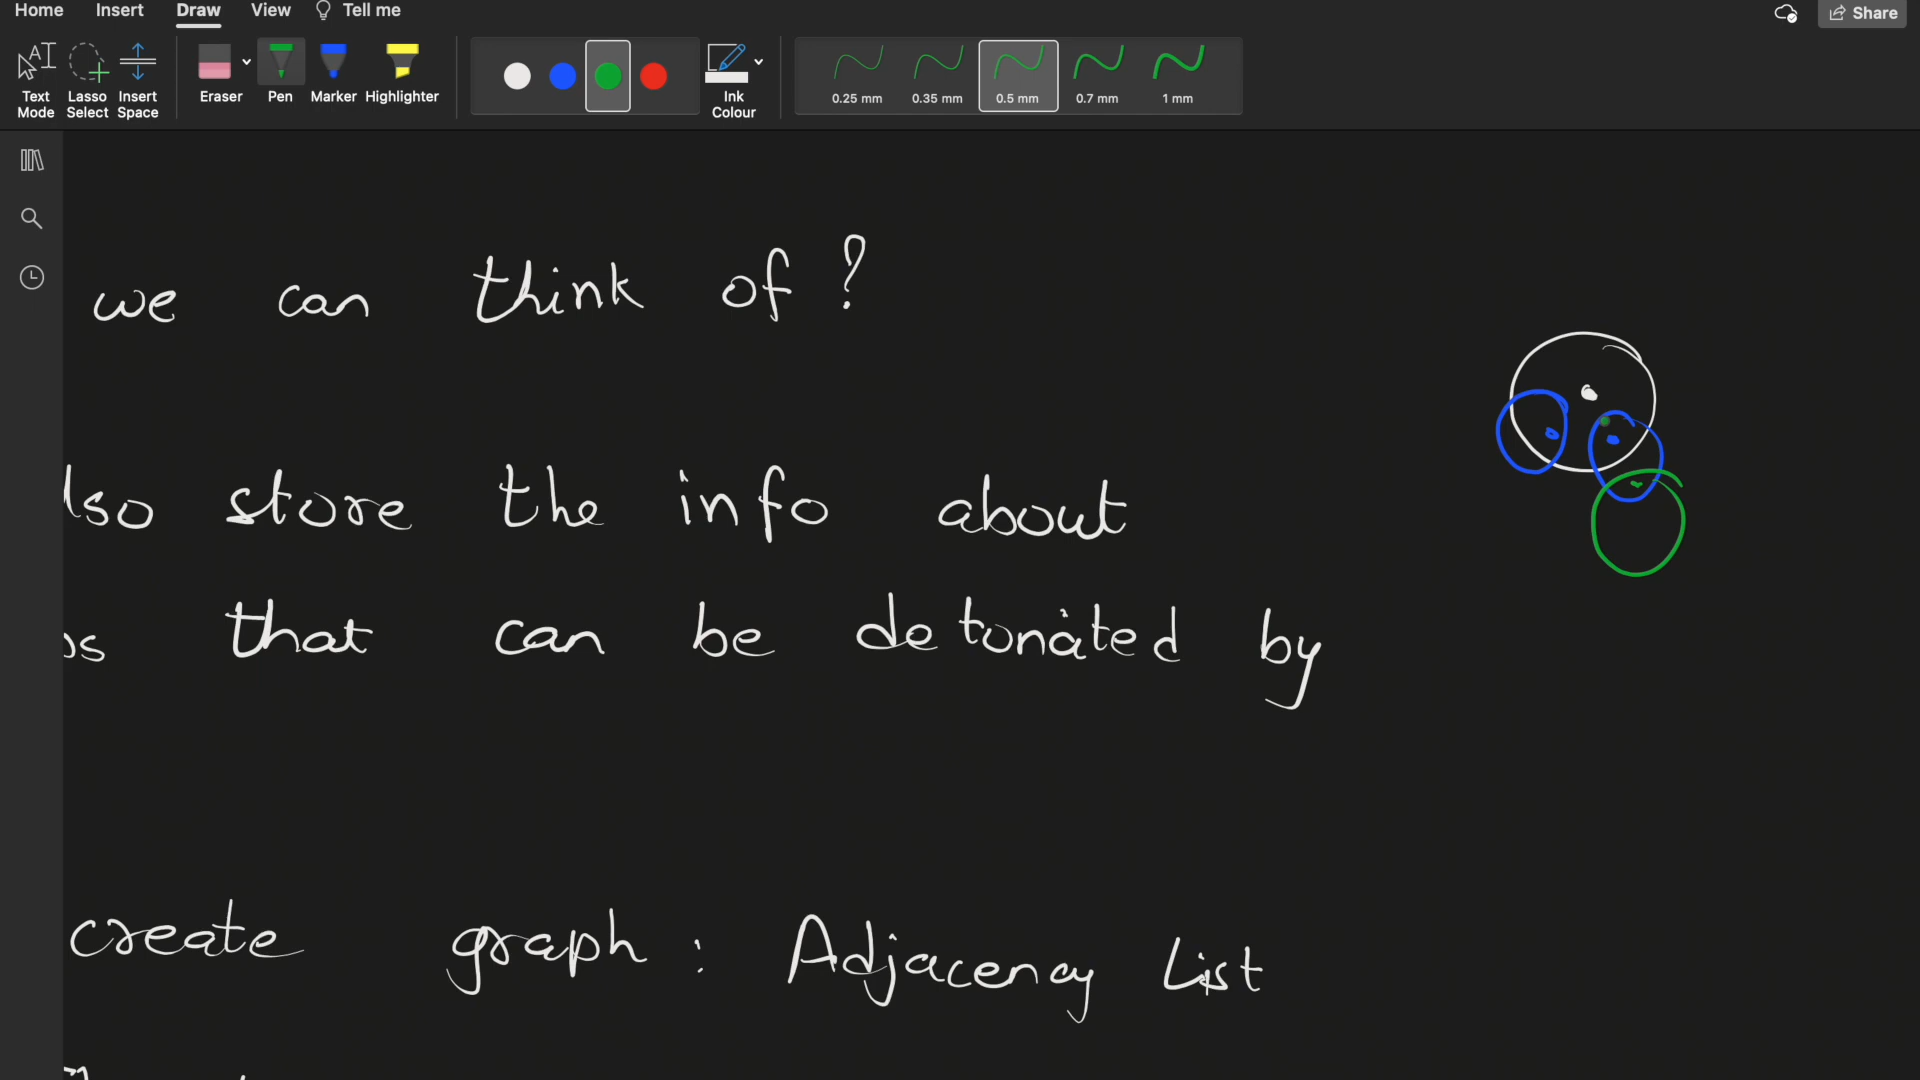 Home Insert Draw View Tell me Share
Text Mode Lasso Select Insert Space Eraser Pen Marker Highlighter Ink Colour 0.25 mm 0.35 mm 0.5 mm 0.7 mm 1 mm
we can think of ?
lso store the info about
os that can be detonated by
create graph : Adjacency List